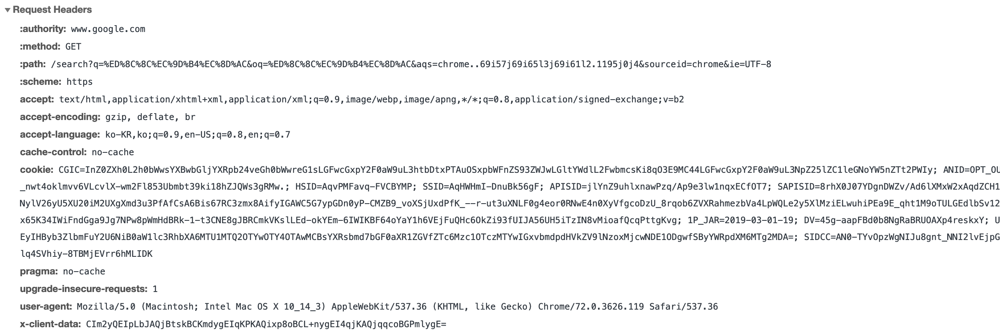 Request Headers
:authority: www.google.com
:method: GET
:path: /search?q=%ED%8C%8C%EC%9D%B4%EC%8D%AC&oq=%ED%8C%8C%EC%9D%B4%EC%8D%AC&aqs=chrome..69i57j69i65l3j69i61l2.1195j0j4&sourceid=chrome&ie=UTF-8
:scheme: https
accept: text/html,application/xhtml+xml,application/xml;q=0.9,image/webp,image/apng,*/*;q=0.8,application/signed-exchange;v=b2
accept-encoding: gzip, deflate, br
accept-language: ko-KR,ko;q=0.9,en-US;q=0.8,en;q=0.7
cache-control: no-cache
cookie: CGIC=InZ0ZXh0L2h0bWwsYXBwbGljYXRpb24veGh0bWwreG1sLGFwcGxpY2F0aW9uL3htbDtxPTAuOSxpbWFnZS93ZWJwLGltYWdlL2FwbmcsKi8qO3E9MC44LGFwcGxpY2F0aW9uL3NpZ25lZC1leGNoYW5nZTt2PWIy; ANID=OPT_OU
_nwt4oklmvv6VLcvlX-wm2Fl853Ubmbt39ki18hZJQWs3gRMw.; HSID=AqvPMFavq-FVCBYMP; SSID=AqHWHmI-DnuBk56gF; APISID=jlYnZ9uhlxnawPzq/Ap9e3lw1nqxECfOT7; SAPISID=8rhX0J07YDgnDWZv/Ad6lXMxW2xAqdZCH1
NylV26yU5XU20iM2UXgXmd3u3PfAfCsA6Bis67RC3zmx8AifyIGAWC5G7ypGDn0yP-CMZB9_voXSjUxdPfK_--r-ut3uXNLF0g4eor0RNwE4n0XyVfgcoDzU_8rqob6ZVXRahmezbVa4LpWQLe2y5XlMziELwuhiPEa9E_qht1M9oTULGEdlbSv12
x65K34IWiFndGga9Jg7NPw8pWmHdBRk-1-t3CNE8gJBRCmkVKslLEd-okYEm-6IWIKBF64oYaY1h6VEjFuQHc6OkZi93fUIJA56UH5iTzIN8vMioafQcqPttgKvg; 1P_JAR=2019-03-01-19; DV=45g-aapFBd0b8NgRaBRUOAXp4reskxY; U
EyIHByb3ZlbmFuY2U6NiB0aW1lc3RhbXA6MTU1MTQ2OTYwOTY4OTAwMCBsYXRsbmd7bGF0aXR1ZGVfZTc6Mzc1OTczMTYwIGxvbmdpdHVkZV9lNzoxMjcwNDE1ODgwfSByYWRpdXM6MTg2MDA=; SIDCC=AN0-TYvOpzWgNIJu8gnt_NNI2lvEjpG
lq4SVhiy-8TBMjEVrr6hMLIDK
pragma: no-cache
upgrade-insecure-requests: 1
user-agent: Mozilla/5.0 (Macintosh; Intel Mac OS X 10_14_3) AppleWebKit/537.36 (KHTML, like Gecko) Chrome/72.0.3626.119 Safari/537.36
x-client-data: CIm2yQEIpLbJAQjBtskBCKmdygEIqKPKAQixp8oBCL+nygEI4qjKAQjqqcoBGPmlygE=